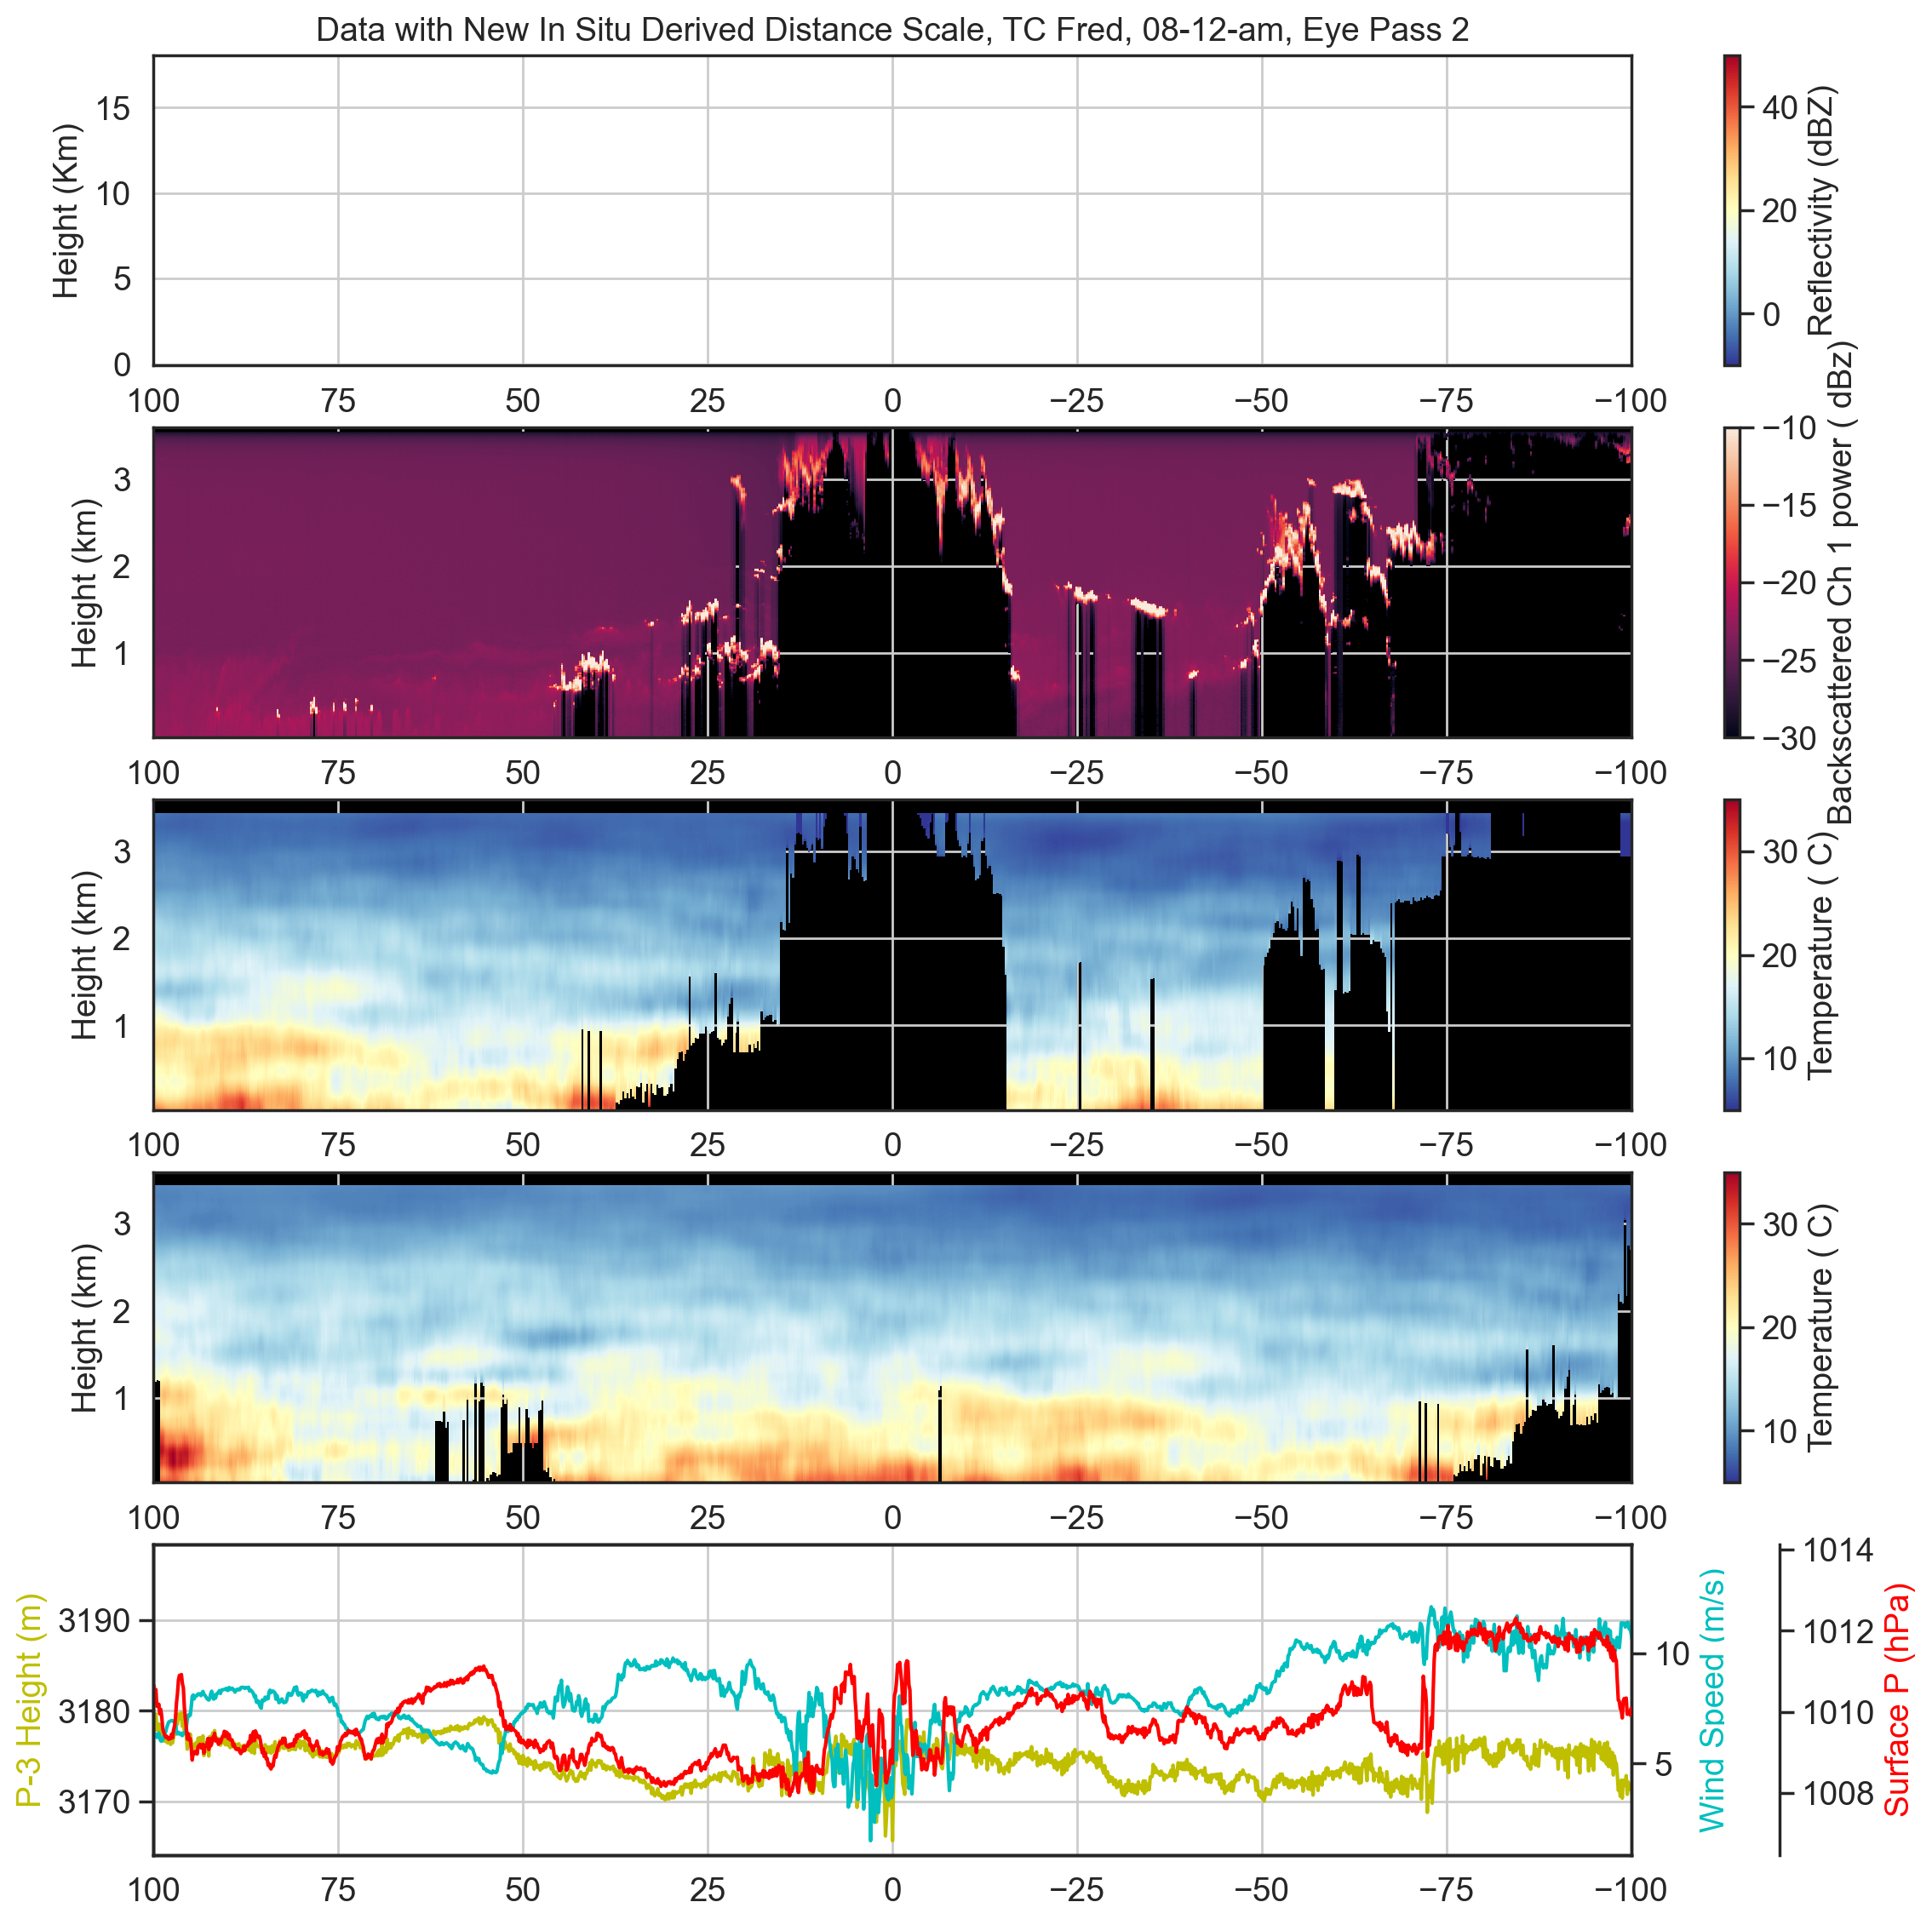 Data with New In Situ Derived Distance Scale, TC Fred, 08-12-am, Eye Pass 2
Height (Km)
15
10
5
0
100 75 50 25 0 −25 −50 −75 −100
40
20
0
Reflectivity (dBZ)
Height (km)
3
2
1
100 75 50 25 0 −25 −50 −75 −100
−10
−15
−20
−25
−30
Backscattered Ch 1 power ( dBz)
Height (km)
3
2
1
100 75 50 25 0 −25 −50 −75 −100
30
20
10
Temperature ( C)
Height (km)
3
2
1
100 75 50 25 0 −25 −50 −75 −100
30
20
10
Temperature ( C)
P-3 Height (m)
3190
3180
3170
100 75 50 25 0 −25 −50 −75 −100
10
5
Wind Speed (m/s)
1014
1012
1010
1008
Surface P (hPa)